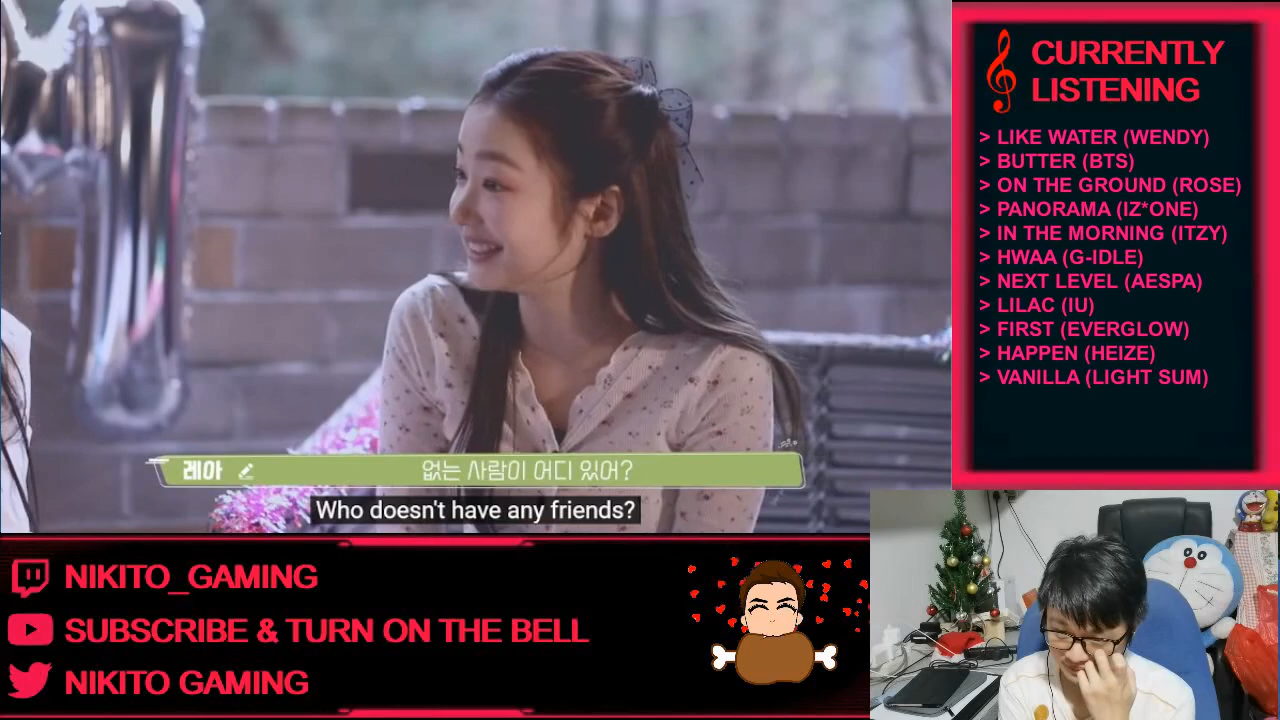 CURRENTLY
LISTENING
> LIKE WATER (WENDY)
> BUTTER (BTS)
> ON THE GROUND (ROSE)
> PANORAMA (IZ*ONE)
> IN THE MORNING (ITZY)
> HWAA (G-IDLE)
> NEXT LEVEL (AESPA)
> LILAC (IU)
> FIRST (EVERGLOW)
> HAPPEN (HEIZE)
> VANILLA (LIGHT SUM)
레아 없는 사람이 어디 있어?
Who doesn't have any friends?
NIKITO_GAMING
SUBSCRIBE & TURN ON THE BELL
NIKITO GAMING